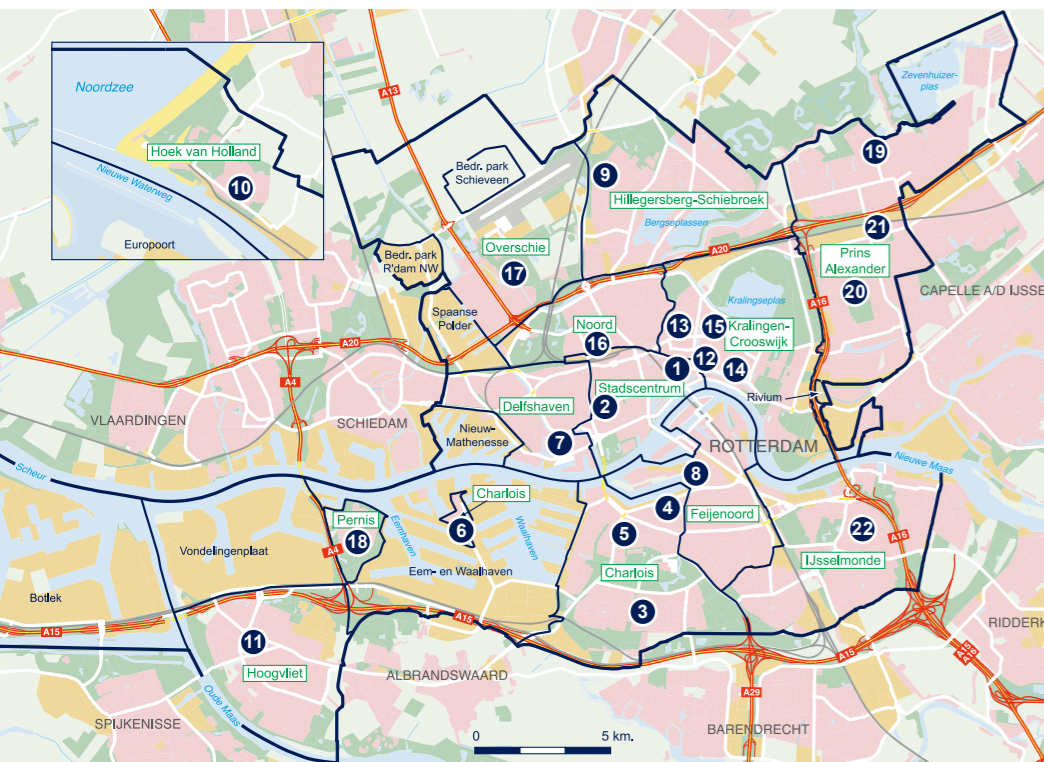 Noordzee
Hoek van Holland
10
Nieuwe Waterweg
Europoort
A13
Bedr. park
Schieveen
9
Hillegersberg-Schiebroek
Bergseplassen
Zevenhuizer-
plas
19
21
A20
Prins
Alexander
20
CAPELLE A/D IJSSE
A16
Overschie
17
Bedr. park
R'dam NW
Spaanse
Polder
A20
A4
Noord
16
13
15
Kralingseplas
Kralingen-
Crooswijk
12
14
1
Stadscentrum
2
Rivium
VLAARDINGEN
SCHIEDAM
Delfshaven
7
Nieuw-
Mathenesse
ROTTERDAM
Nieuwe Maas
Scheur
8
Charlois
6
4
Feijenoord
5
Pernis
18
A4
Eemhaven
Waalhaven
22
A16
IJsselmonde
Vondelingenplaat
Eem- en Waalhaven
Charlois
3
Botlek
A15
A15
A15
RIDDERK
A15
A16
11
Hoogvliet
ALBRANDSWAARD
A29
Oude Maas
SPIJKENISSE
BARENDRECHT
0 5 km.